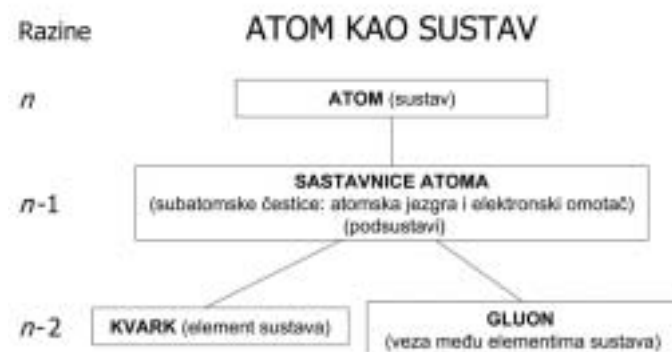 Razine
ATOM KAO SUSTAV
n
ATOM (sustav)
n-1
SASTAVNICE ATOMA
(subatomske čestice: atomska jezgra i elektronski omotač)
(podsustavi)
n-2
KVARK (element sustava)
GLUON
(veza među elementima sustava)